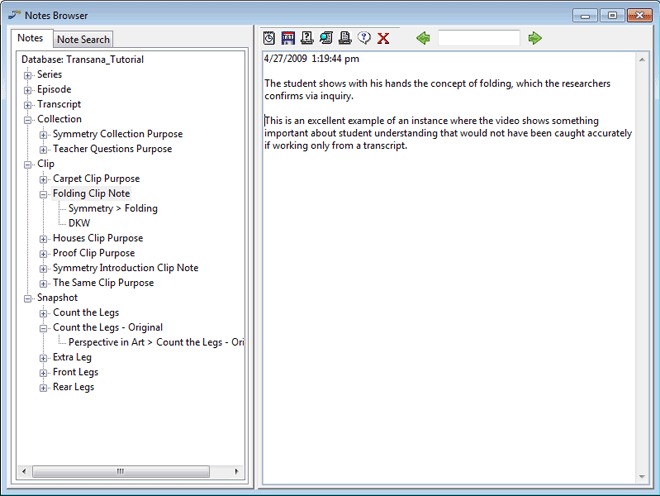 Notes Browser
Notes
Note Search
Database: Transana_Tutorial
Series
Episode
Transcript
Collection
Symmetry Collection Purpose
Teacher Questions Purpose
Clip
Carpet Clip Purpose
Folding Clip Note
Symmetry > Folding
DKW
Houses Clip Purpose
Proof Clip Purpose
Symmetry Introduction Clip Note
The Same Clip Purpose
Snapshot
Count the Legs
Count the Legs - Original
Perspective in Art > Count the Legs - Ori
Extra Leg
Front Legs
Rear Legs
4/27/2009 1:19:44 pm
The student shows with his hands the concept of folding, which the researchers
confirms via inquiry.
This is an excellent example of an instance where the video shows something
important about student understanding that would not have been caught accurately
if working only from a transcript.